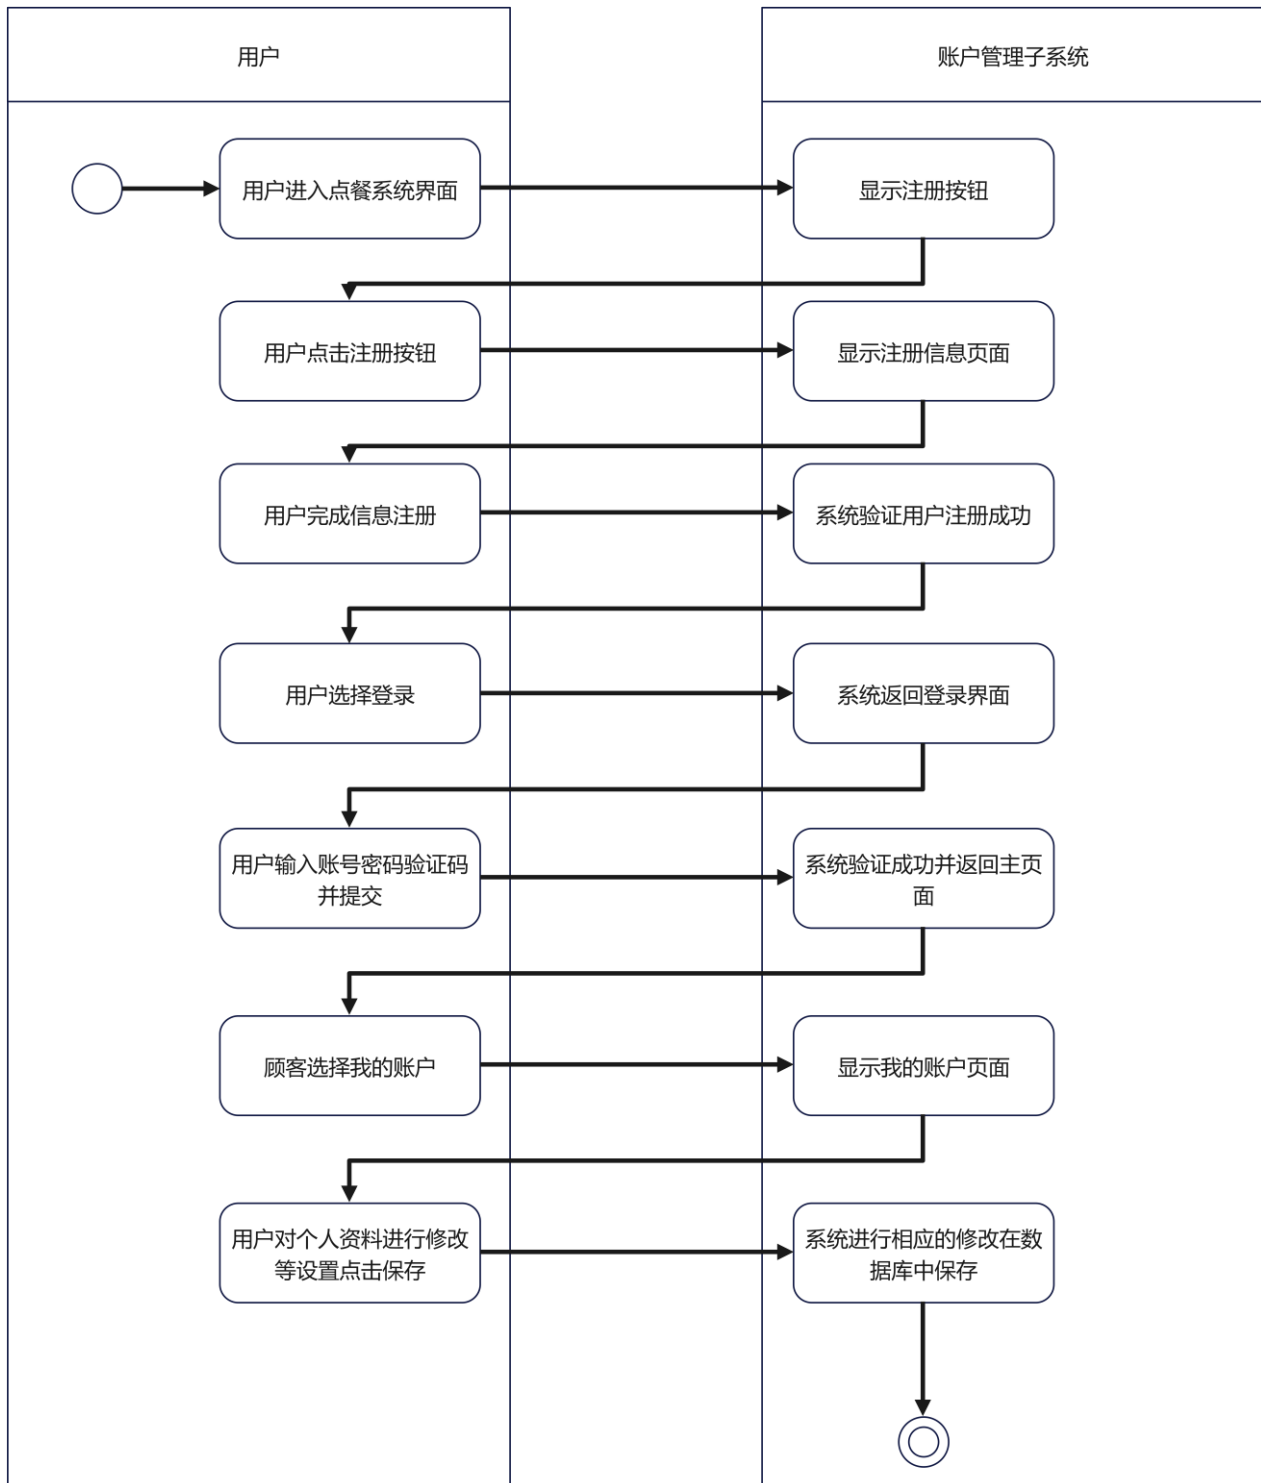 用户
账户管理子系统
用户进入点餐系统界面
显示注册按钮
用户点击注册按钮
显示注册信息页面
用户完成信息注册
系统验证用户注册成功
用户选择登录
系统返回登录界面
用户输入账号密码验证码
并提交
系统验证成功并返回主页
面
顾客选择我的账户
显示我的账户页面
用户对个人资料进行修改
等设置点击保存
系统进行相应的修改在数
据库中保存